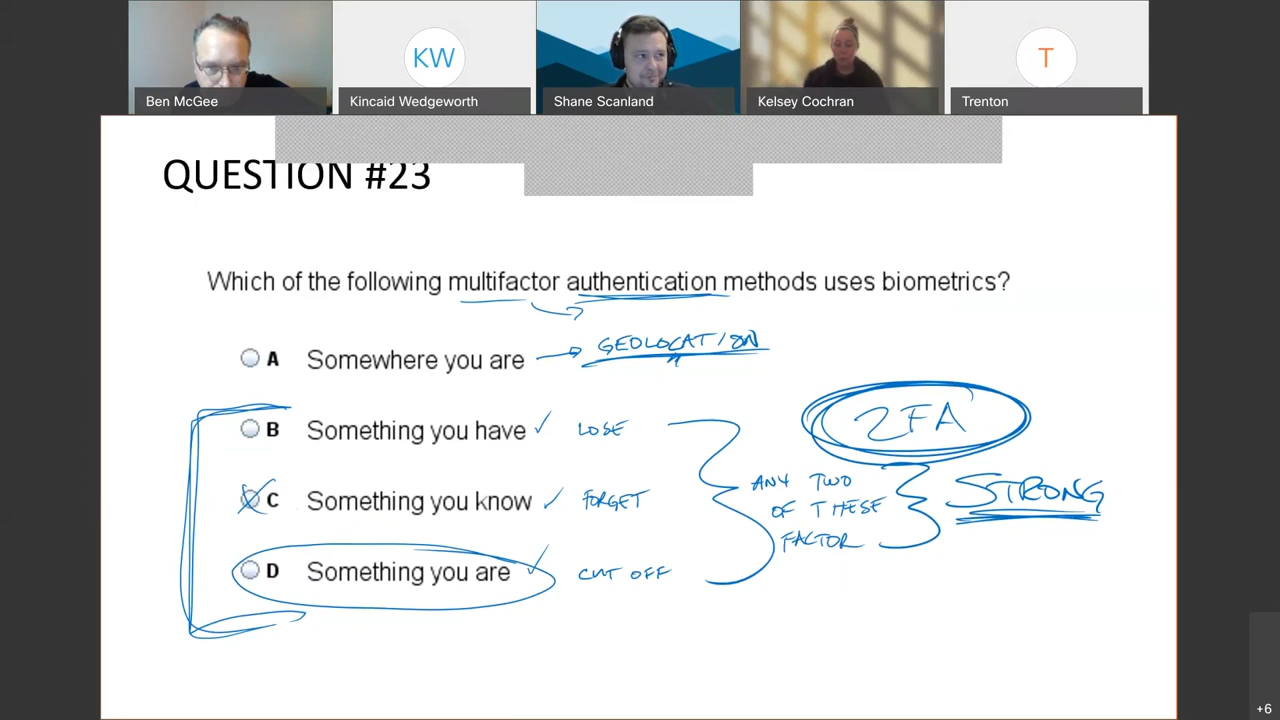 KW
T
Ben McGee
Kincaid Wedgeworth
Shane Scanland
Kelsey Cochran
Trenton
QUESTION #23
Which of the following multifactor authentication methods uses biometrics?
A Somewhere you are
GEOLOCATION
B Something you have
LOSE
C Something you know
FORGET
D Something you are
CUT OFF
ANY TWO
OF THESE
FACTOR
2FA
STRONG
+6